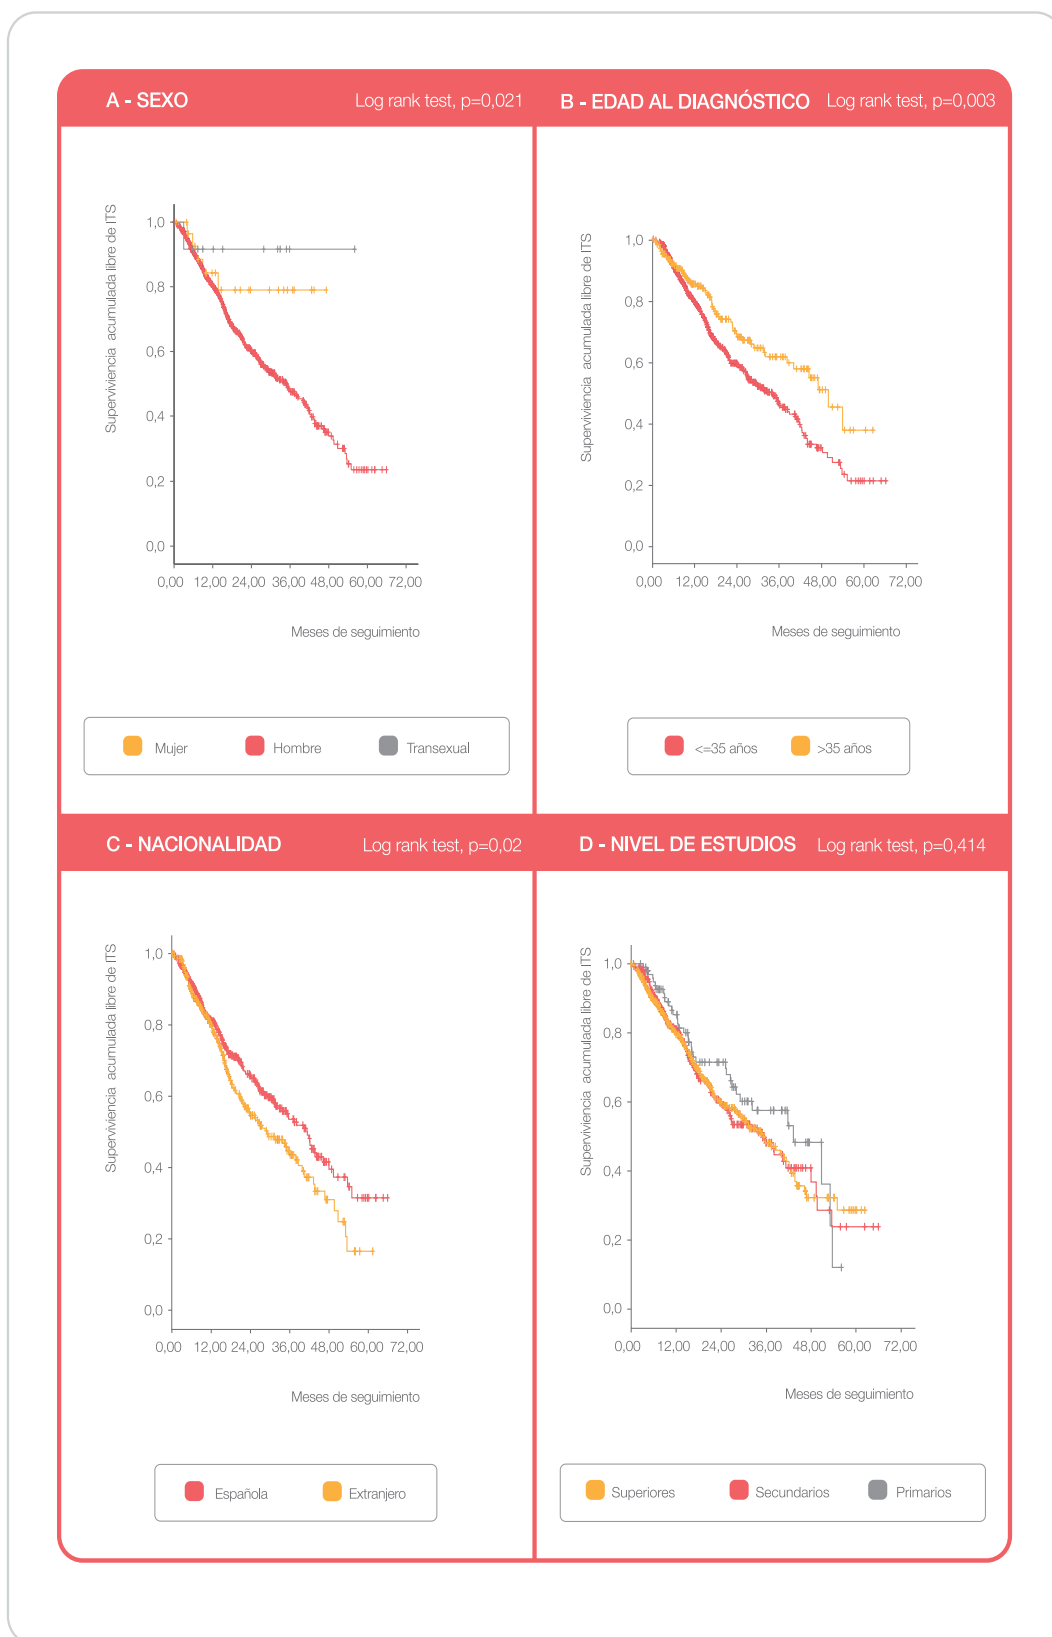 A - SEXO Log rank test, p=0,021
Superviviencia acumulada libre de ITS
1,0
0,8
0,6
0,4
0,2
0,0
0,00 12,00 24,00 36,00 48,00 60,00 72,00
Meses de seguimiento
Mujer Hombre Transexual
B - EDAD AL DIAGNÓSTICO Log rank test, p=0,003
Superviviencia acumulada libre de ITS
1,0
0,8
0,6
0,4
0,2
0,0
0,00 12,00 24,00 36,00 48,00 60,00 72,00
Meses de seguimiento
<=35 años >35 años
C - NACIONALIDAD Log rank test, p=0,02
Superviviencia acumulada libre de ITS
1,0
0,8
0,6
0,4
0,2
0,0
0,00 12,00 24,00 36,00 48,00 60,00 72,00
Meses de seguimiento
Española Extranjero
D - NIVEL DE ESTUDIOS Log rank test, p=0,414
Superviviencia acumulada libre de ITS
1,0
0,8
0,6
0,4
0,2
0,0
0,00 12,00 24,00 36,00 48,00 60,00 72,00
Meses de seguimiento
Superiores Secundarios Primarios